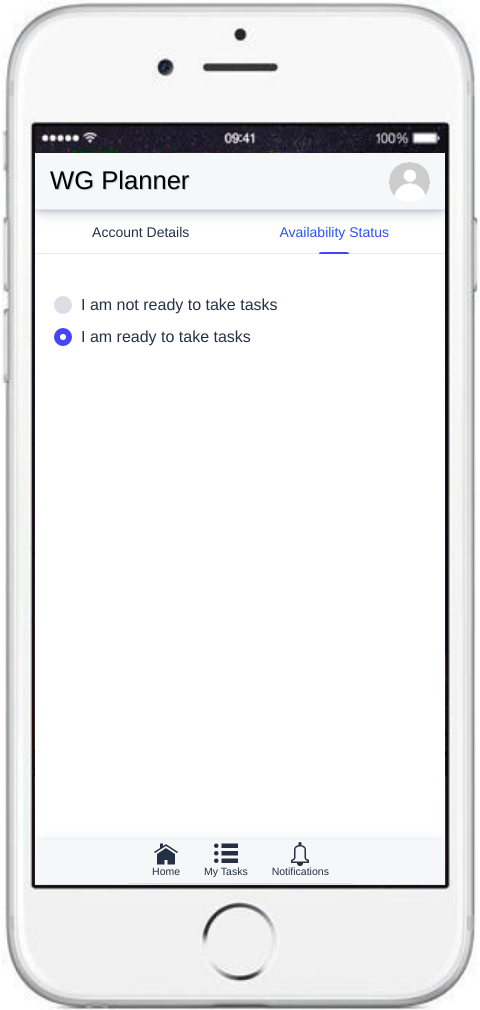 09:41 100%
WG Planner
Account Details Availability Status
I am not ready to take tasks
I am ready to take tasks
Home My Tasks Notifications